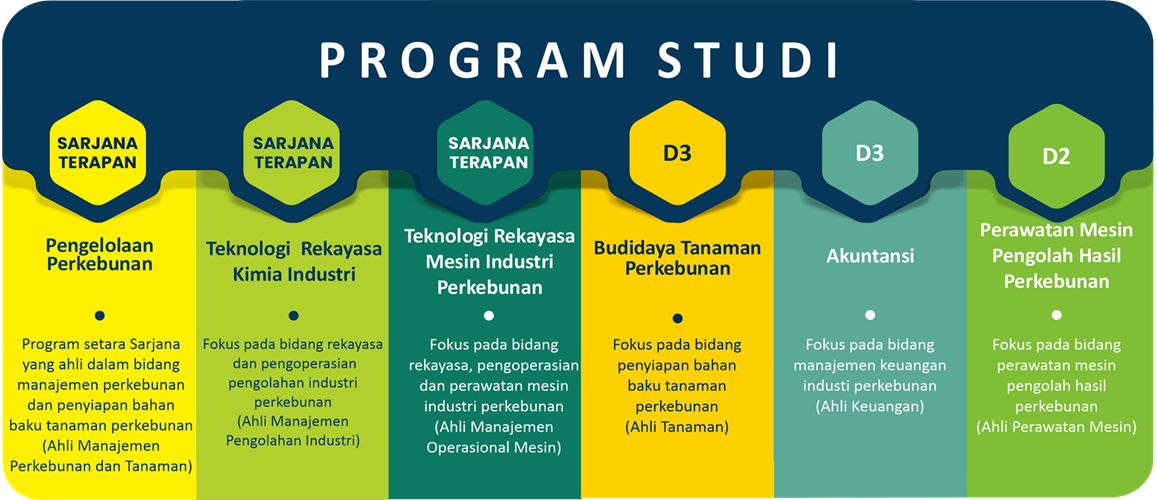 PROGRAM STUDI
SARJANA
TERAPAN
Pengelolaan
Perkebunan
Program setara Sarjana
yang ahli dalam bidang
manajemen perkebunan
dan penyiapan bahan
baku tanaman perkebunan
(Ahli Manajemen
Perkebunan dan Tanaman)
SARJANA
TERAPAN
Teknologi Rekayasa
Kimia Industri
Fokus pada bidang rekayasa
dan pengoperasian
pengolahan industri
perkebunan
(Ahli Manajemen
Pengolahan Industri)
SARJANA
TERAPAN
Teknologi Rekayasa
Mesin Industri
Perkebunan
Fokus pada bidang
rekayasa, pengoperasian
dan perawatan mesin
industri perkebunan
(Ahli Manajemen
Operasional Mesin)
D3
Budidaya Tanaman
Perkebunan
Fokus pada bidang
penyiapan bahan
baku tanaman
perkebunan
(Ahli Tanaman)
D3
Akuntansi
Fokus pada bidang
manajemen keuangan
industi perkebunan
(Ahli Keuangan)
D2
Perawatan Mesin
Pengolah Hasil
Perkebunan
Fokus pada bidang
perawatan mesin
pengolah hasil
perkebunan
(Ahli Perawatan Mesin)